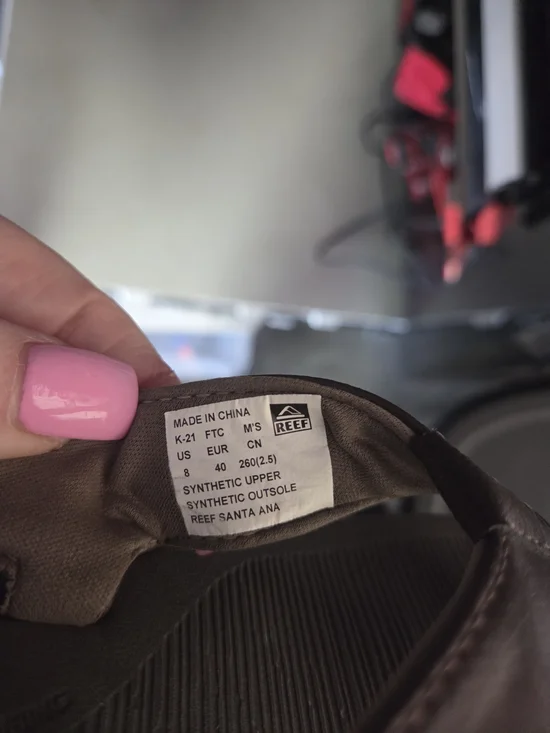 MADE IN CHINA
REEF
K-21 FTC M'S
US EUR CN
8 40 260(2.5)
SYNTHETIC UPPER
SYNTHETIC OUTSOLE
REEF SANTA ANA